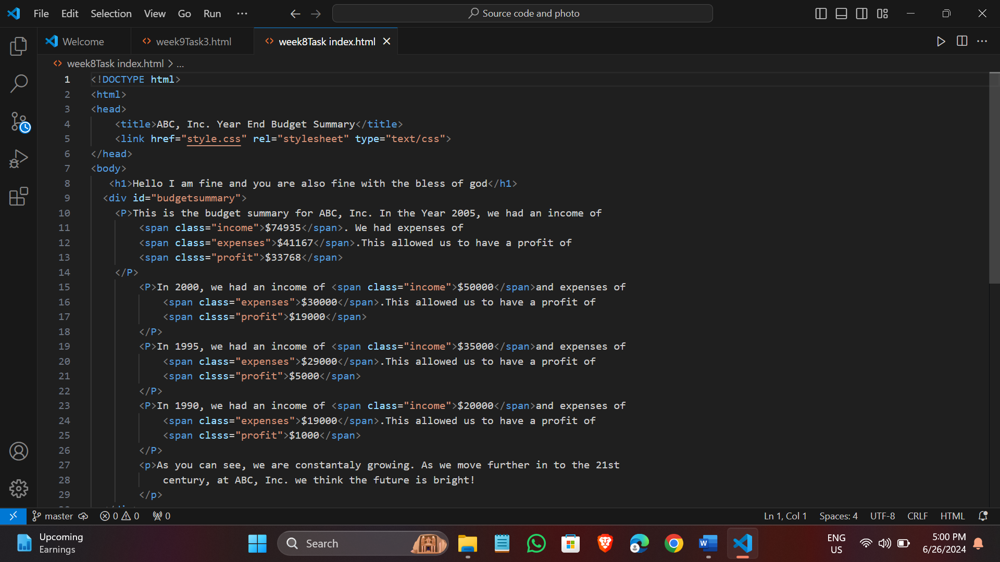 File Edit Selection View Go Run ... Source code and photo
Welcome week9Task3.html week8Task index.html
week8Task index.html > ...
1 <!DOCTYPE html>
2 <html>
3 <head>
4 <title>ABC, Inc. Year End Budget Summary</title>
5 <link href="style.css" rel="stylesheet" type="text/css">
6 </head>
7 <body>
8 <h1>Hello I am fine and you are also fine with the bless of god</h1>
9 <div id="budgetsummary">
10 <P>This is the budget summary for ABC, Inc. In the Year 2005, we had an income of
11 <span class="income">$74935</span>. We had expenses of
12 <span class="expenses">$41167</span>.This allowed us to have a profit of
13 <span clsss="profit">$33768</span>
14 </P>
15 <P>In 2000, we had an income of <span class="income">$50000</span>and expenses of
16 <span class="expenses">$30000</span>.This allowed us to have a profit of
17 <span clsss="profit">$19000</span>
18 </P>
19 <P>In 1995, we had an income of <span class="income">$35000</span>and expenses of
20 <span class="expenses">$29000</span>.This allowed us to have a profit of
21 <span clsss="profit">$5000</span>
22 </P>
23 <P>In 1990, we had an income of <span class="income">$20000</span>and expenses of
24 <span class="expenses">$19000</span>.This allowed us to have a profit of
25 <span clsss="profit">$1000</span>
26 </P>
27 <p>As you can see, we are constantaly growing. As we move further in to the 21st
28 century, at ABC, Inc. we think the future is bright!
29 </p>
master 0 0 0 Ln 1, Col 1 Spaces: 4 UTF-8 CRLF HTML
Upcoming
Earnings
Search
ENG
US
5:00 PM
6/26/2024